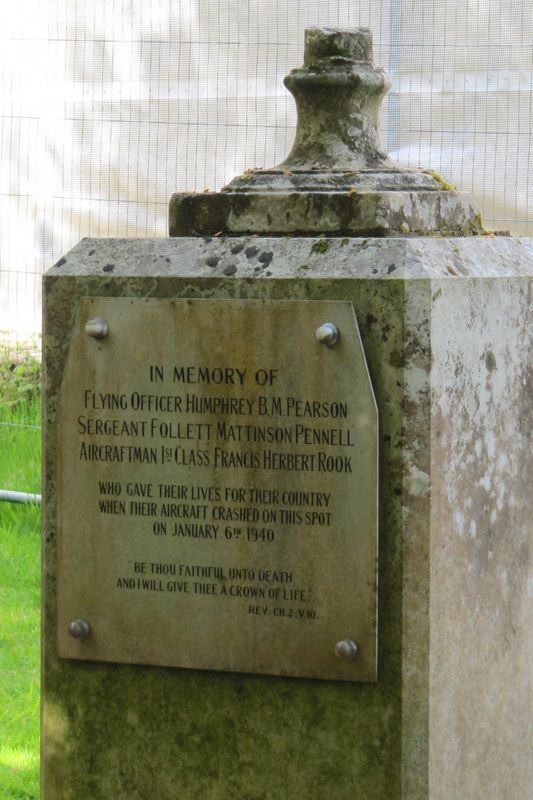 IN MEMORY OF
FLYING OFFICER HUMPHREY B.M. PEARSON
SERGEANT FOLLETT MATTINSON PENNELL
AIRCRAFTMAN 1ST CLASS FRANCIS HERBERT ROOK
WHO GAVE THEIR LIVES FOR THEIR COUNTRY
WHEN THEIR AIRCRAFT CRASHED ON THIS SPOT
ON JANUARY 6TH 1940
"BE THOU FAITHFUL UNTO DEATH
AND I WILL GIVE THEE A CROWN OF LIFE."
REV: CH. 2: V. 10.